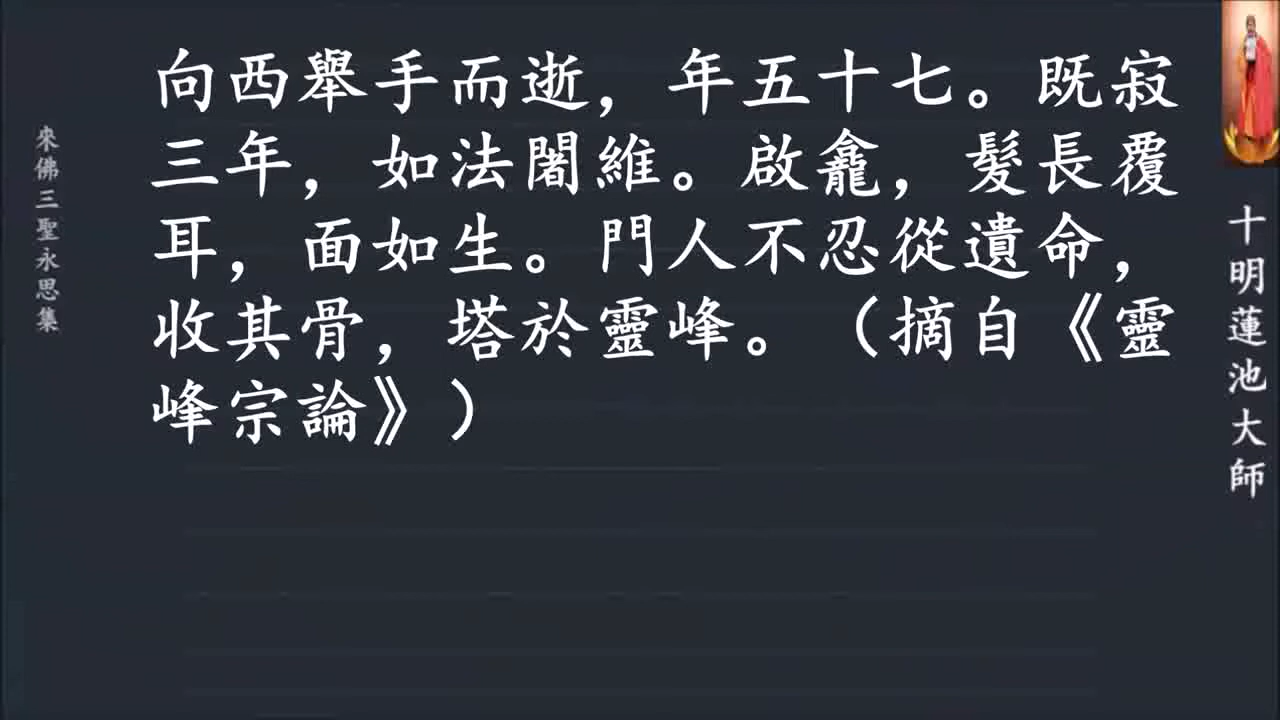 向西舉手而逝，年五十七。既寂
三年，如法闍維。啟龕，髮長覆
耳，面如生。門人不忍從遺命，
收其骨，塔於靈峰。（摘自《靈
峰宗論》）
來佛三聖永思集
十明蓮池大師